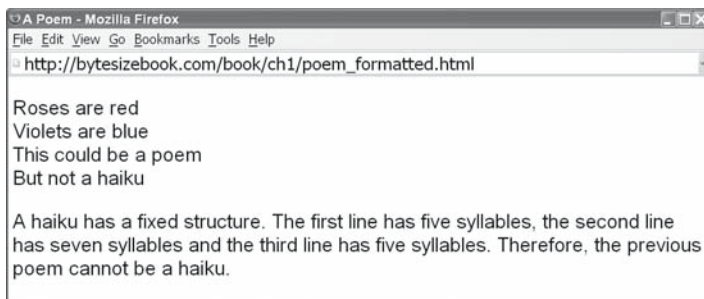 A Poem - Mozilla Firefox
File Edit View Go Bookmarks Tools Help
http://bytesizebook.com/book/ch1/poem_formatted.html
Roses are red
Violets are blue
This could be a poem
But not a haiku
A haiku has a fixed structure. The first line has five syllables, the second line
has seven syllables and the third line has five syllables. Therefore, the previous
poem cannot be a haiku.